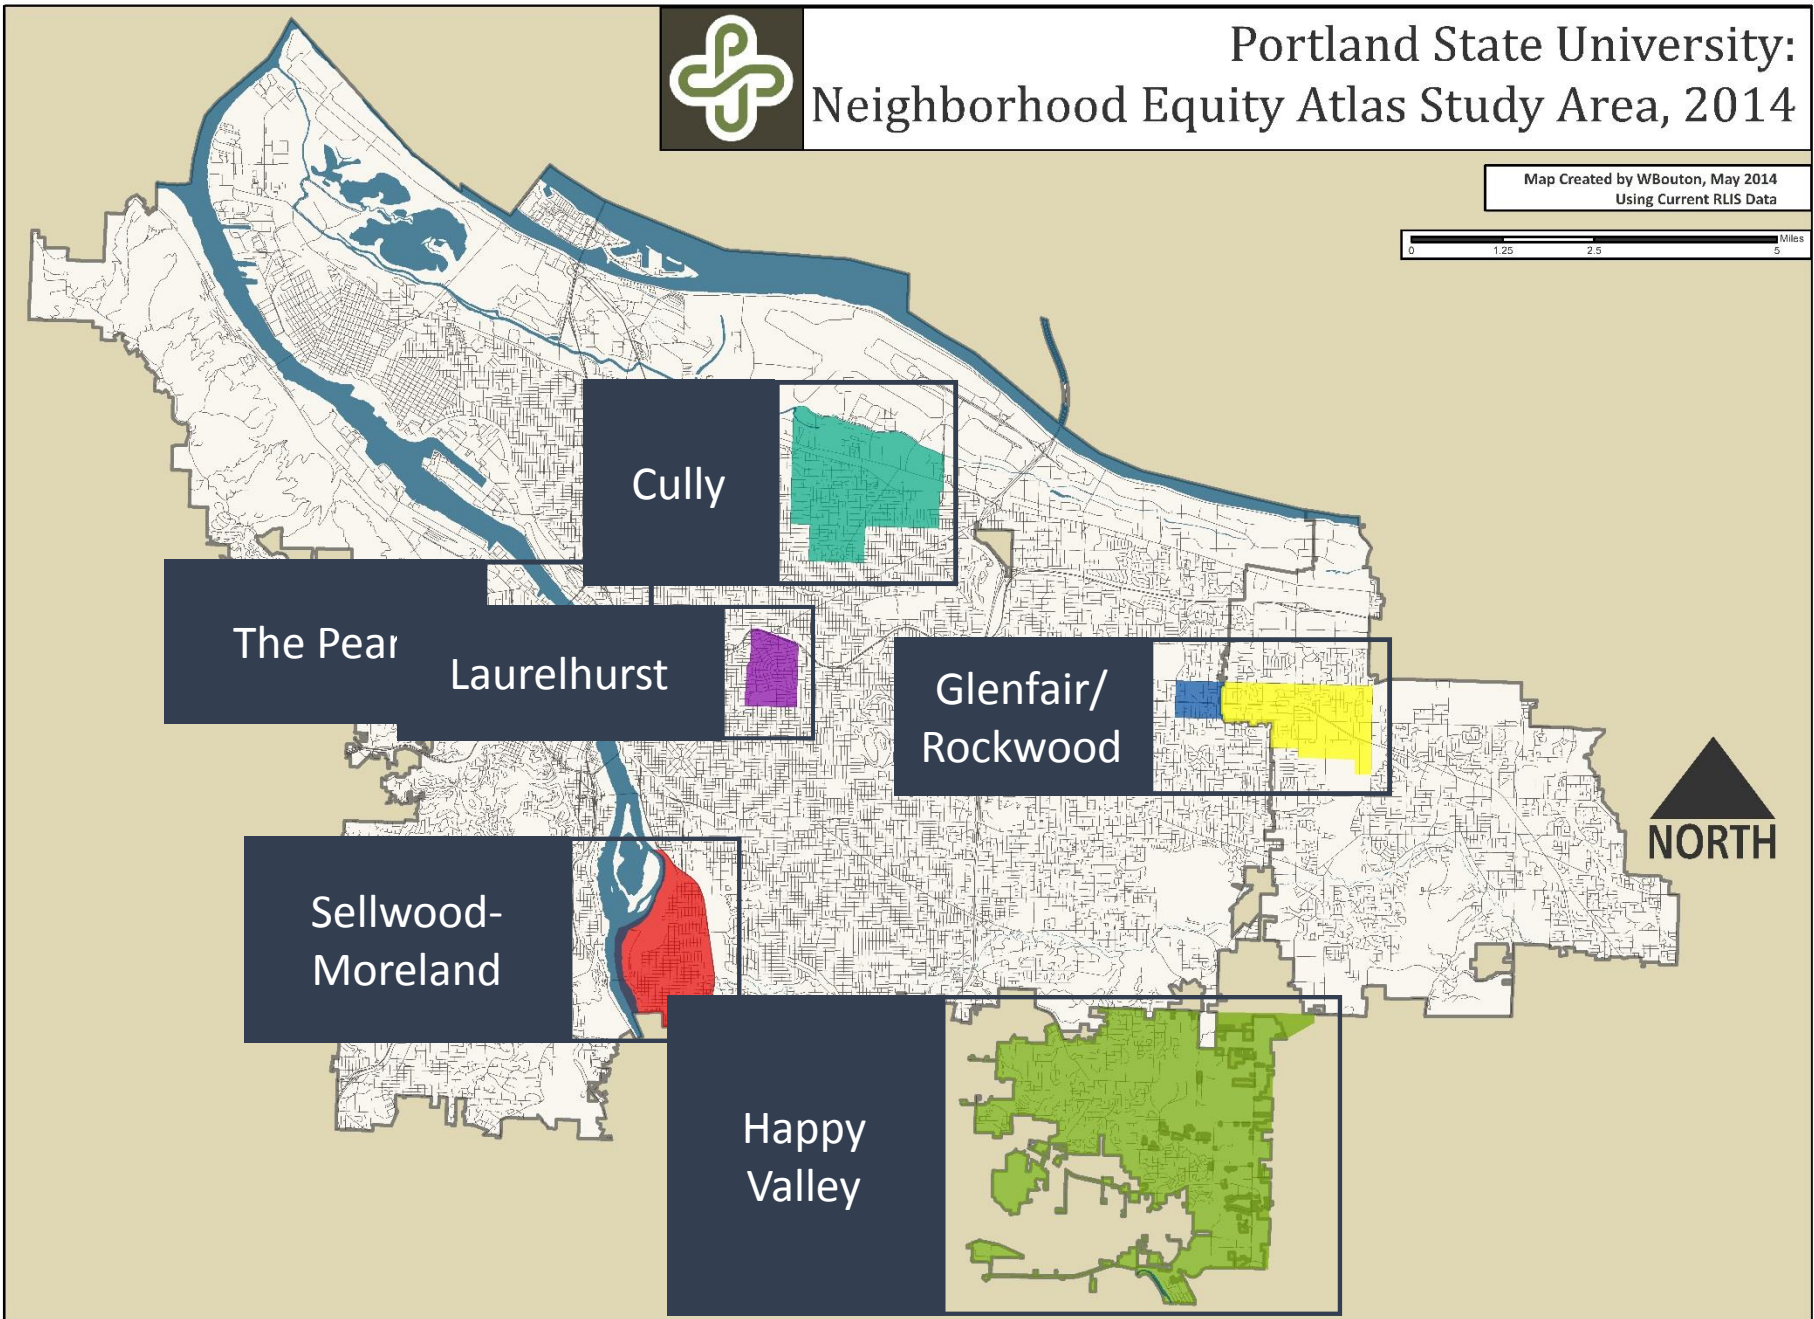 Portland State University:
Neighborhood Equity Atlas Study Area, 2014
Map Created by WBouton, May 2014
Using Current RLIS Data
Miles
0 1.25 2.5 5
Cully
The Pear
Laurelhurst
Glenfair/
Rockwood
NORTH
Sellwood-
Moreland
Happy
Valley